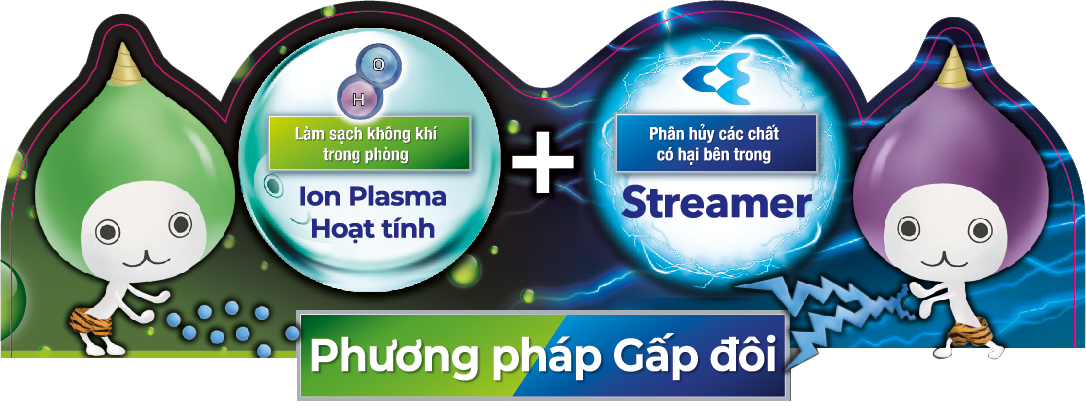 O
H
Làm sạch không khí
trong phòng
Ion Plasma
Hoạt tính
+
Phân hủy các chất
có hại bên trong
Streamer
Phương pháp Gấp đôi